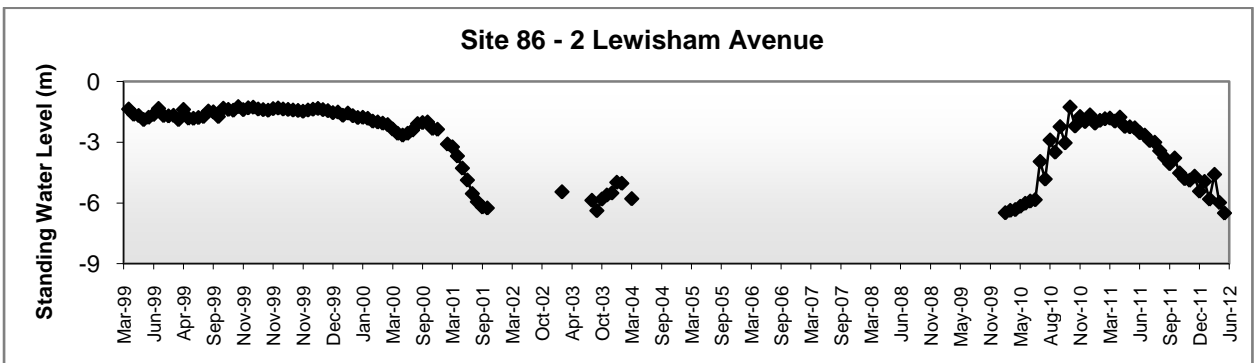 Site 86 - 2 Lewisham Avenue
Standing Water Level (m)
0
-3
-6
-9
Mar-99
Jun-99
Apr-99
Sep-99
Nov-99
Nov-99
Nov-99
Dec-99
Jan-00
Mar-00
Sep-00
Mar-01
Sep-01
Mar-02
Oct-02
Apr-03
Oct-03
Mar-04
Nov-04
Jun-05
Sep-05
Sep-06
Mar-06
Mar-07
Mar-08
Jun-08
Nov-08
May-09
Nov-09
May-10
Aug-10
Nov-10
Mar-11
Jun-11
Sep-11
Dec-11
Jun-12